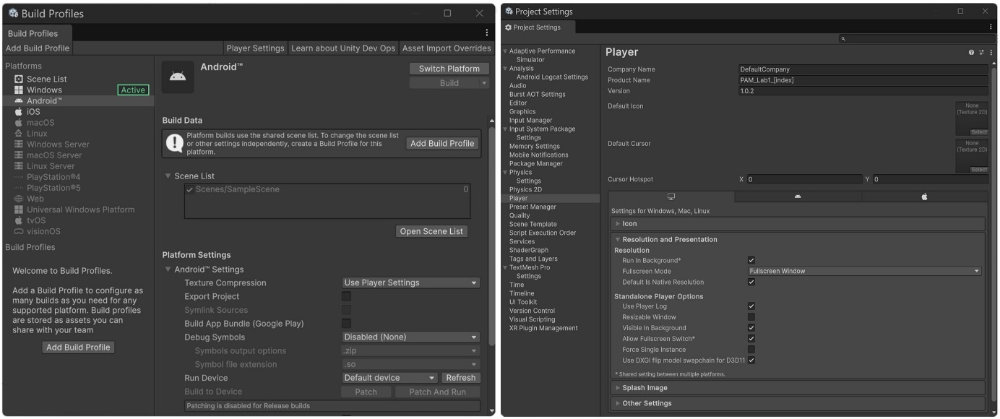 Build Profiles
Build Profiles
Add Build Profile
Player Settings
Learn about Unity Dev Ops
Asset Import Overrides
Platforms
Scene List
Windows
Active
Android™
iOS
macOS
Linux
Windows Server
macOS Server
Linux Server
PlayStation®4
PlayStation®5
Web
Universal Windows Platform
tvOS
visionOS
Build Profiles
Welcome to Build Profiles.
Add a Build Profile to configure as
many builds as you need for any
supported platform. Build profiles
are stored as assets you can
share with your team
Add Build Profile
Android™
Switch Platform
Build
Build Data
Platform builds use the shared scene list. To change the scene list
or other settings independently, create a Build Profile for this
platform.
Add Build Profile
Scene List
Scenes/SampleScene 0
Open Scene List
Platform Settings
Android™ Settings
Texture Compression Use Player Settings
Export Project
Symlink Sources
Build App Bundle (Google Play)
Debug Symbols Disabled (None)
Symbols output options .zip
Symbol file extension .so
Run Device Default device Refresh
Build to Device Patch Patch And Run
Patching is disabled for Release builds
Project Settings
Project Settings
Adaptive Performance
Simulator
Analysis
Android Logcat Settings
Audio
Burst AOT Settings
Editor
Graphics
Input Manager
Input System Package
Settings
Memory Settings
Mobile Notifications
Package Manager
Physics
Settings
Physics 2D
Player
Preset Manager
Quality
Scene Template
Script Execution Order
Services
ShaderGraph
Tags and Layers
TextMesh Pro
Settings
Time
Timeline
UI Toolkit
Version Control
Visual Scripting
XR Plugin Management
Player
Company Name DefaultCompany
Product Name PAM_Lab1_[index]
Version 1.0.2
Default Icon
None
(Texture 2D)
Select
Default Cursor
None
(Texture 2D)
Select
Cursor Hotspot X 0 Y 0
Settings for Windows, Mac, Linux
Icon
Resolution and Presentation
Resolution
Run In Background*
Fullscreen Mode Fullscreen Window
Default Is Native Resolution
Standalone Player Options
Use Player Log
Resizable Window
Visible In Background
Allow Fullscreen Switch*
Force Single Instance
Use DXGI flip model swapchain for D3D11
* Shared setting between multiple platforms.
Splash Image
Other Settings